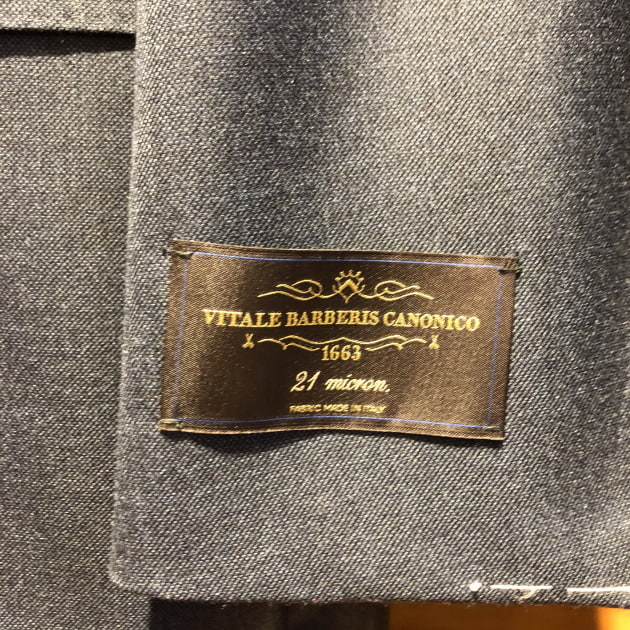 VITALE BARBERIS CANONICO
1663
21 micron.
FABRIC MADE IN ITALY